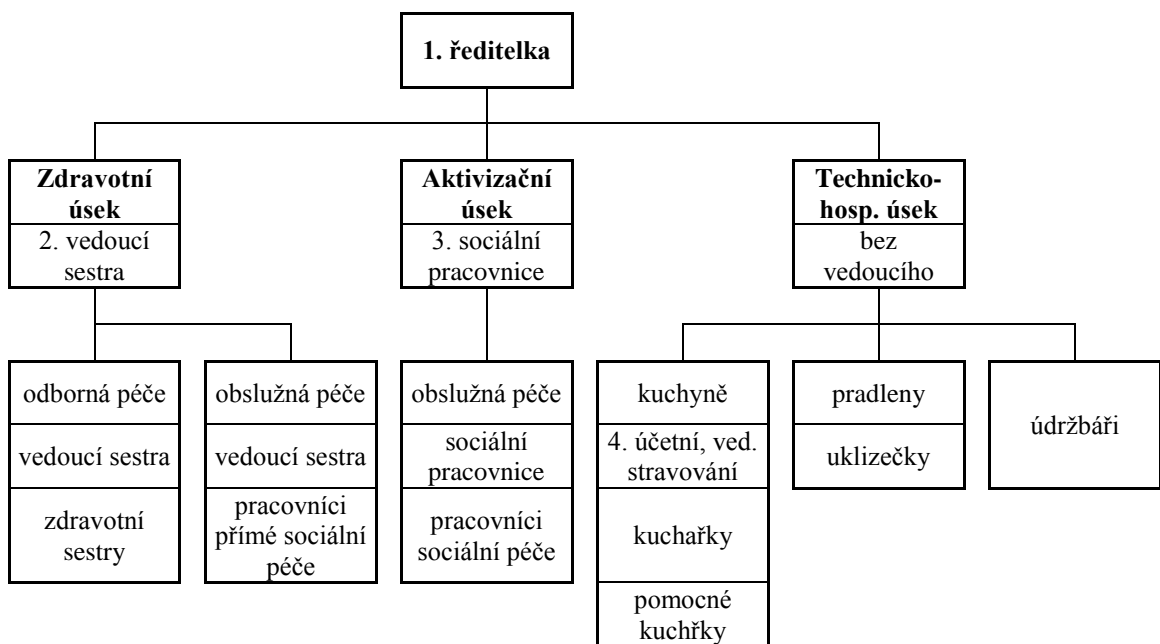 1. ředitelka
Zdravotní
úsek
2. vedoucí
sestra
Aktivizační
úsek
3. sociální
pracovnice
Technicko-
hosp. úsek
bez
vedoucího
odborná péče
vedoucí sestra
zdravotní
sestry
obslužná péče
vedoucí sestra
pracovníci
přímé sociální
péče
obslužná péče
sociální
pracovnice
pracovníci
sociální péče
kuchyně
4. účetní, ved.
stravování
kuchařky
pomocné
kuchřky
pradleny
uklizečky
údržbáři